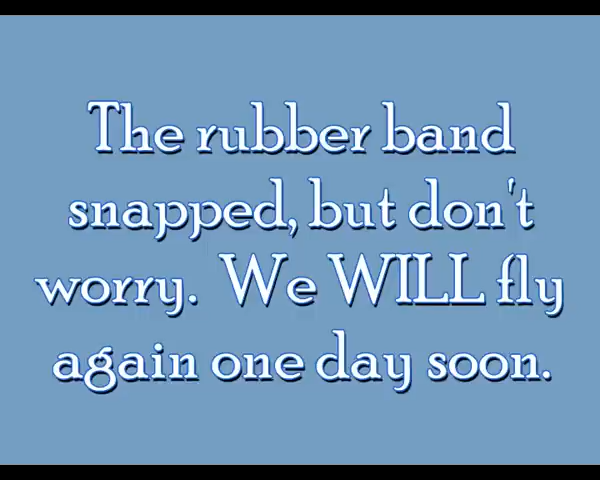 The rubber band
snapped, but don't
worry. We WILL fly
again one day soon.